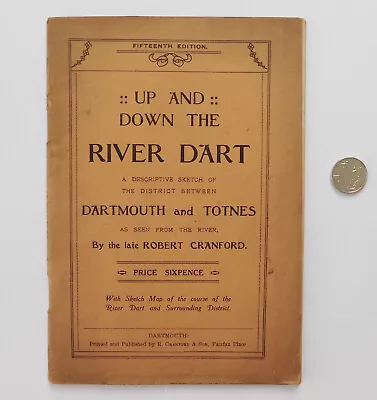 FIFTEENTH EDITION.
:: UP AND ::
DOWN THE
RIVER DART
A DESCRIPTIVE SKETCH OF
THE DISTRICT BETWEEN
DARTMOUTH and TOTNES
AS SEEN FROM THE RIVER.
By the late ROBERT CRANFORD.
PRICE SIXPENCE
With Sketch Map of the course of the
River Dart and Surrounding District.
DARTMOUTH:
Printed and Published by R. Cranford & Son, Fairfax Place